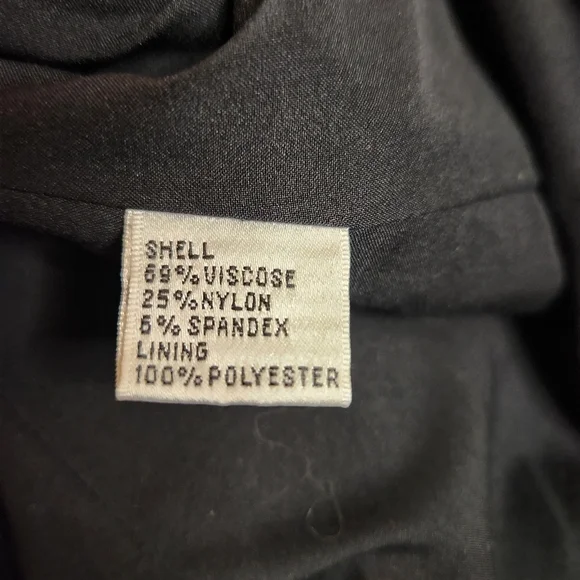 SHELL
69% VISCOSE
25% NYLON
6% SPANDEX
LINING
100% POLYESTER